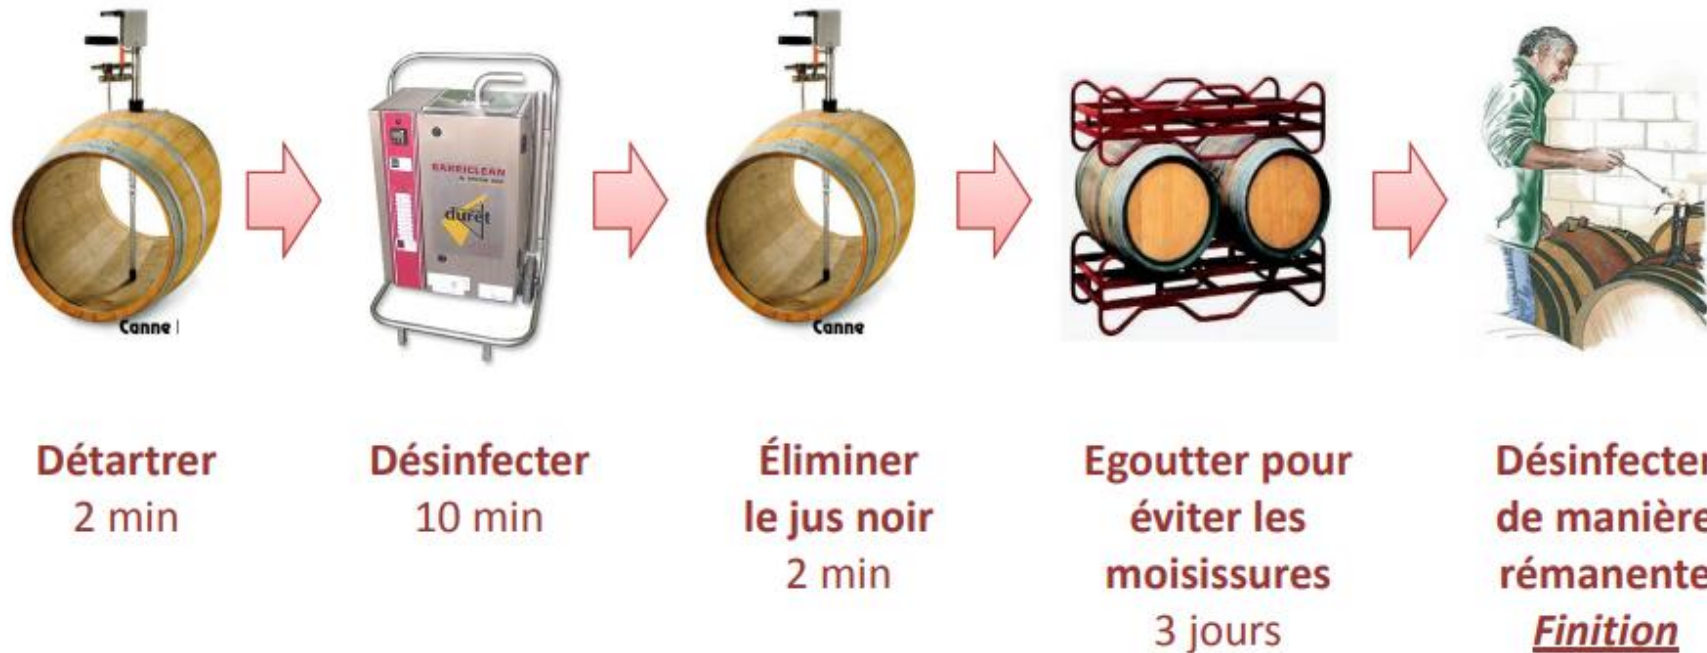 Canne
BARRICLEAN
duret
Canne
Détartrer
2 min
Désinfecter
10 min
Éliminer
le jus noir
2 min
Egoutter pour
éviter les
moisissures
3 jours
Désinfecter
de manière
rémanente
Finition